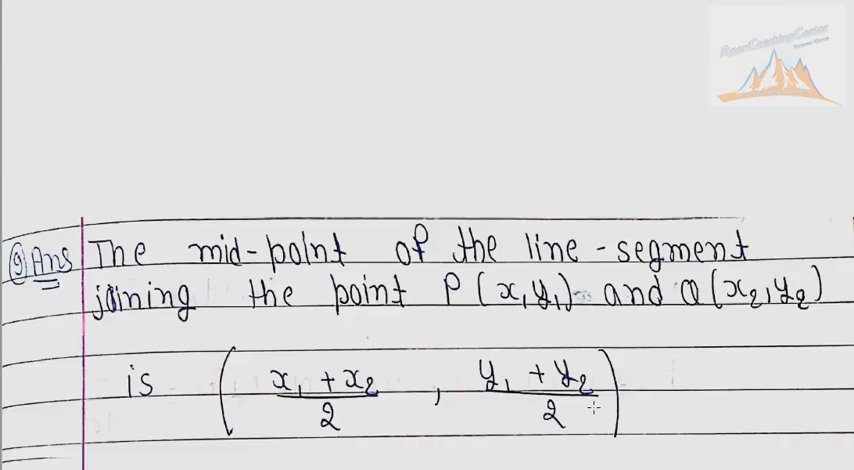 ApexCoachingCenter
9) Ans The mid-point of the line-segment
joining the point P(x, y₁) and Q(x₂, y₂)
is ( x₁ + x₂ / 2 , y₁ + y₂ / 2 )